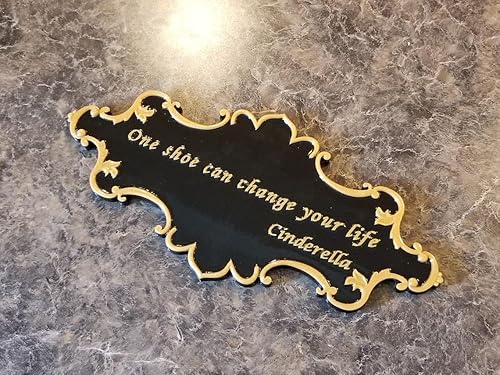 One shoe can change your life
Cinderella